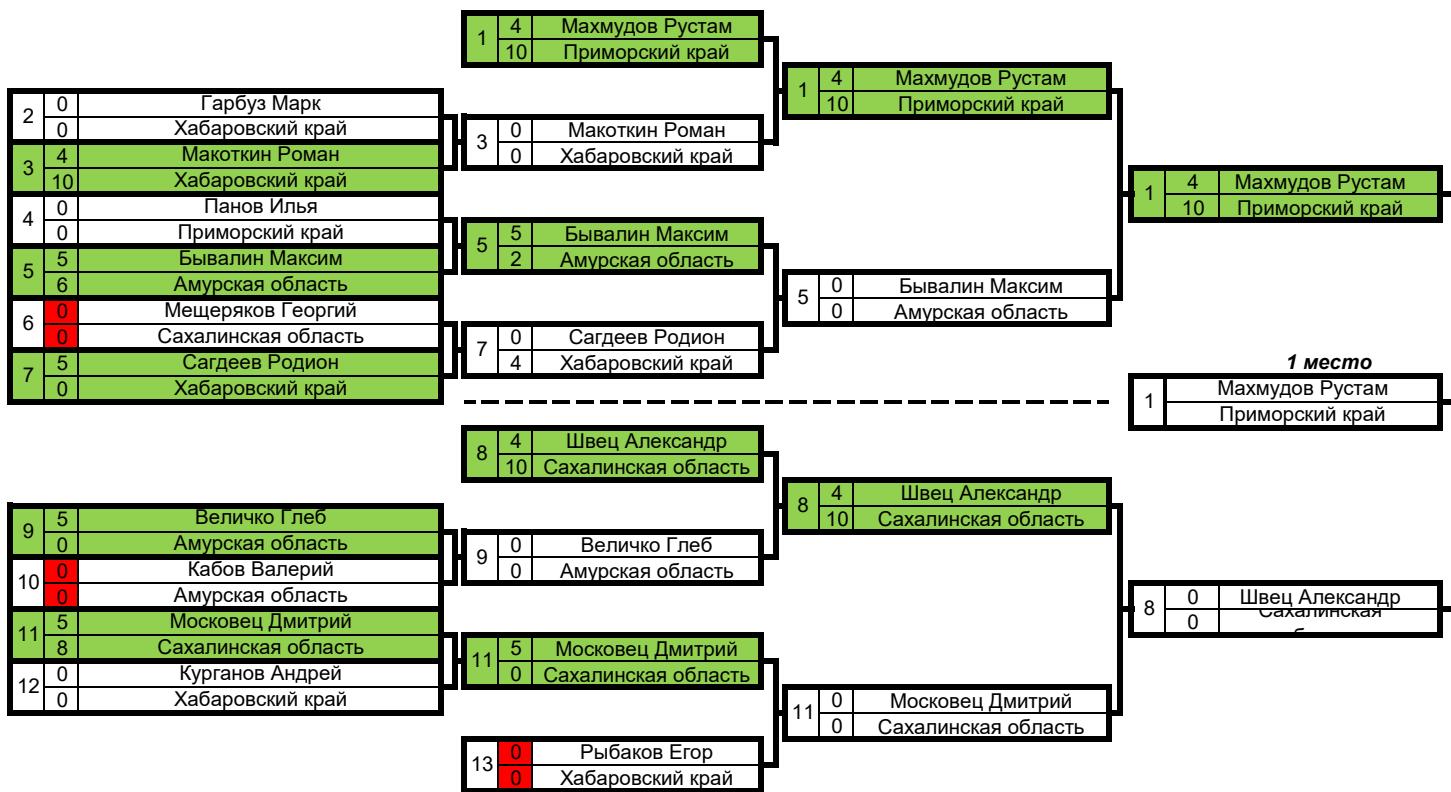 1 4 Махмудов Рустам
10 Приморский край
2 0 Гарбуз Марк
0 Хабаровский край
3 4 Макоткин Роман
10 Хабаровский край
4 0 Панов Илья
0 Приморский край
5 5 Бывалин Максим
6 Амурская область
6 0 Мещеряков Георгий
0 Сахалинская область
7 5 Сагдеев Родион
0 Хабаровский край
3 0 Макоткин Роман
0 Хабаровский край
5 5 Бывалин Максим
2 Амурская область
7 0 Сагдеев Родион
4 Хабаровский край
1 4 Махмудов Рустам
10 Приморский край
5 0 Бывалин Максим
0 Амурская область
1 4 Махмудов Рустам
10 Приморский край
1 место
1 Махмудов Рустам
Приморский край
8 4 Швец Александр
10 Сахалинская область
9 5 Величко Глеб
0 Амурская область
10 0 Кабов Валерий
0 Амурская область
11 5 Московец Дмитрий
8 Сахалинская область
12 0 Курганов Андрей
0 Хабаровский край
9 0 Величко Глеб
0 Амурская область
11 5 Московец Дмитрий
0 Сахалинская область
13 0 Рыбаков Егор
0 Хабаровский край
8 4 Швец Александр
10 Сахалинская область
11 0 Московец Дмитрий
0 Сахалинская область
8 0 Швец Александр
0 Сахалинская